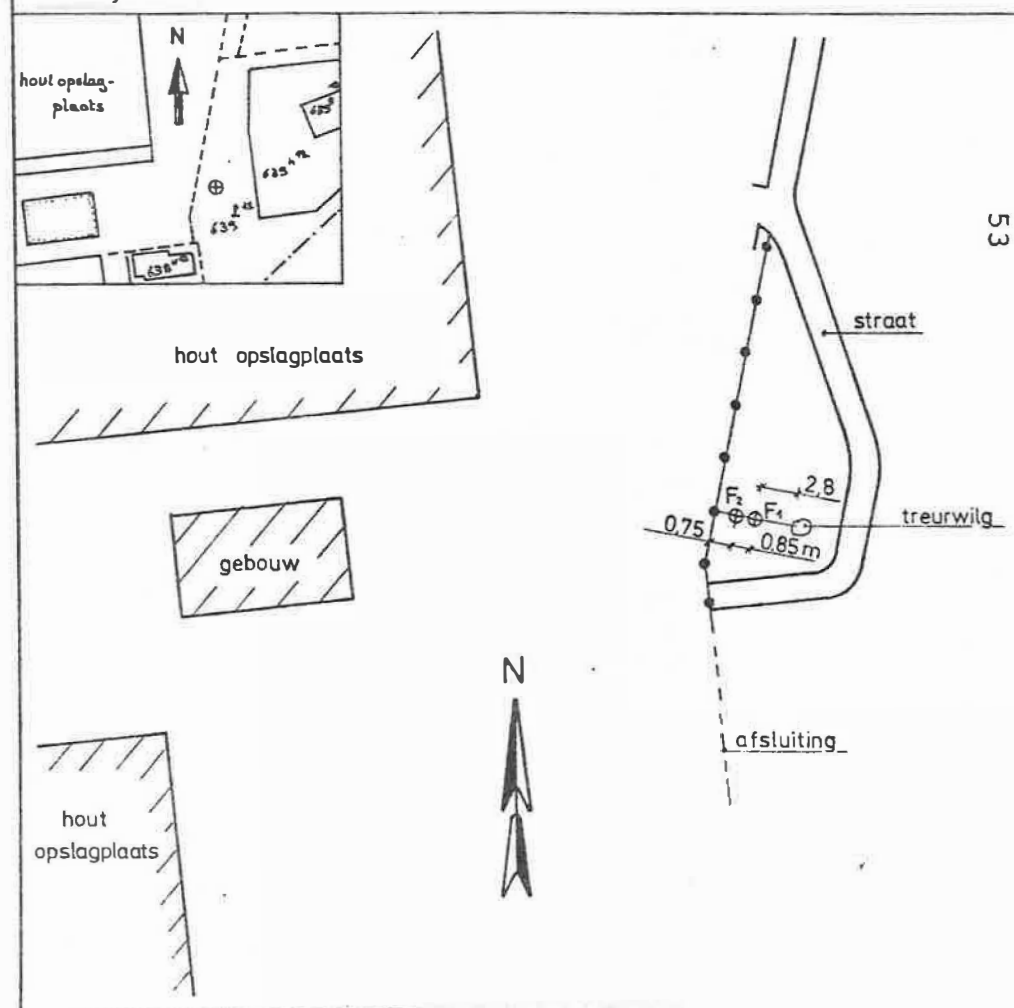 N
hout opslag-
plaats
hout opslagplaats
53
straat
F₂
F₁
2,8
treurwilg
0,75
0,85 m
gebouw
N
afsluiting
hout
opslagplaats